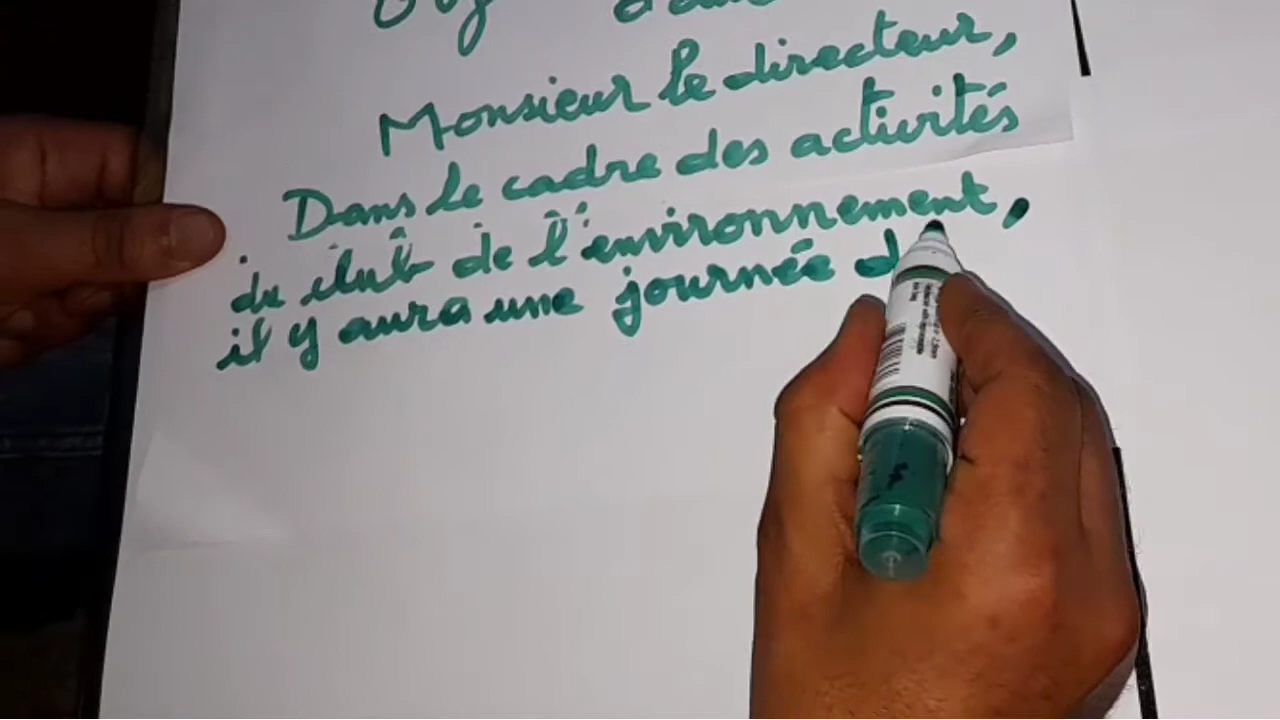 Monsieur le directeur,
Dans le cadre des activités
du club de l'environnement,
il y aura une journée d